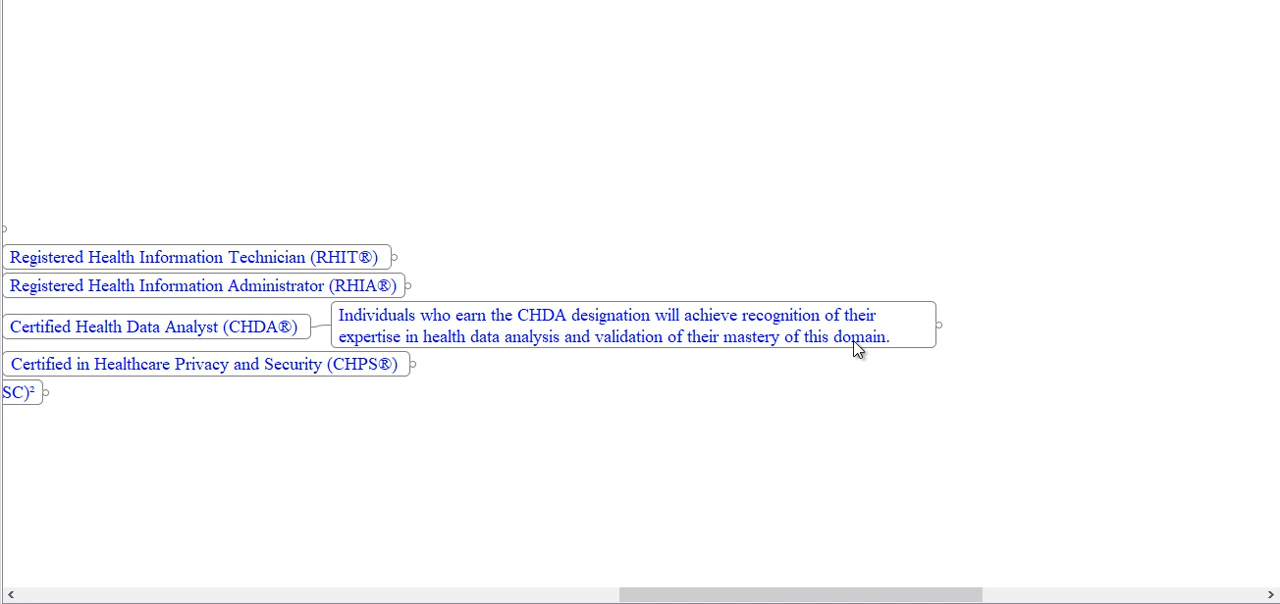 Registered Health Information Technician (RHIT®)
Registered Health Information Administrator (RHIA®)
Certified Health Data Analyst (CHDA®)
Individuals who earn the CHDA designation will achieve recognition of their
expertise in health data analysis and validation of their mastery of this domain.
Certified in Healthcare Privacy and Security (CHPS®)
SC)²